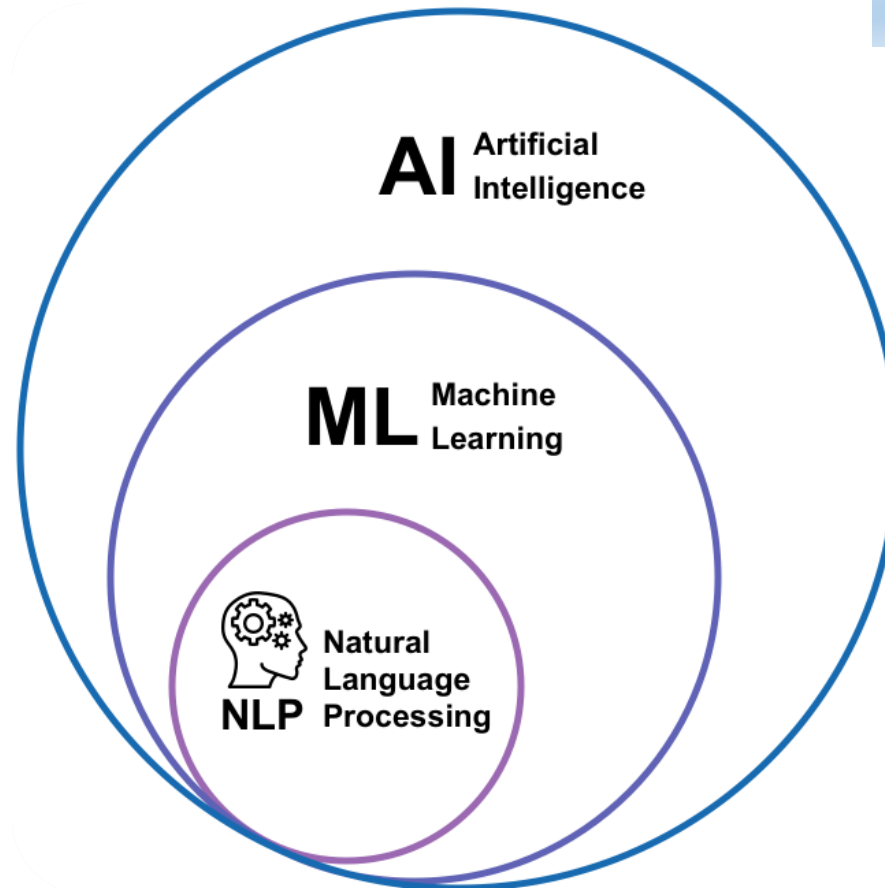 AI Artificial
Intelligence
ML Machine
Learning
Natural
Language
NLP Processing